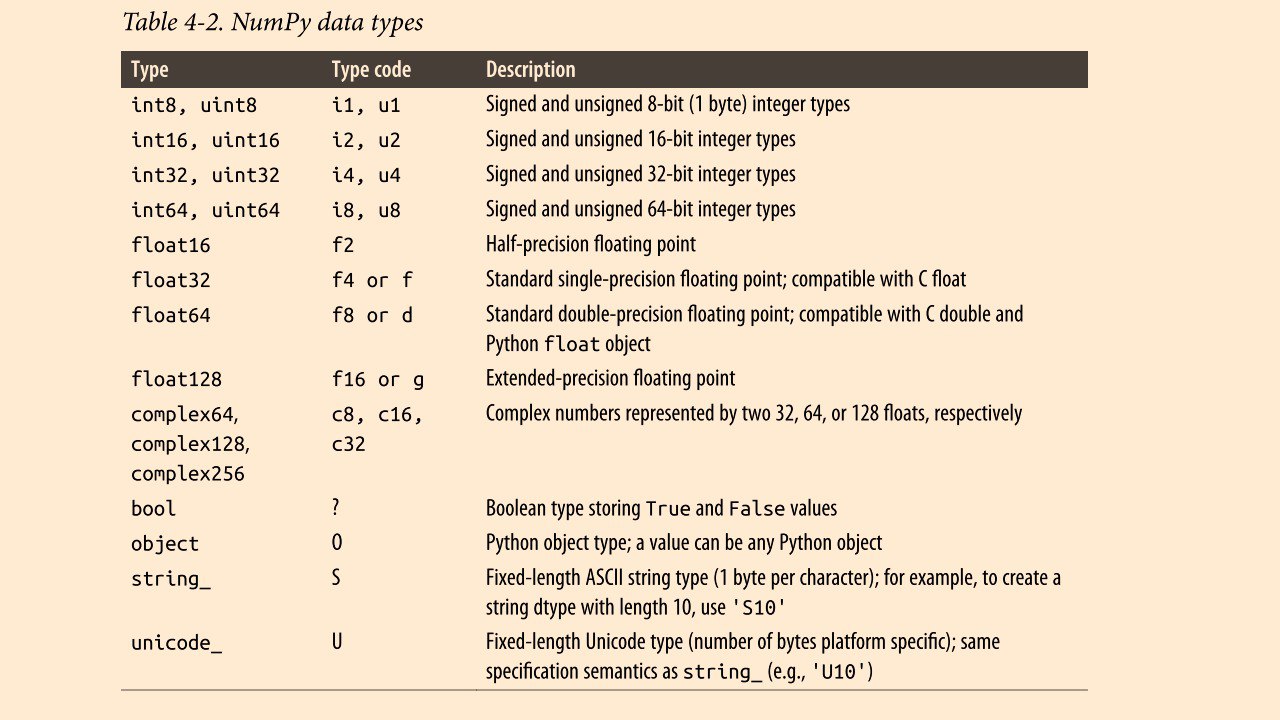 Table 4-2. NumPy data types
Type Type code Description
int8, uint8 i1, u1 Signed and unsigned 8-bit (1 byte) integer types
int16, uint16 i2, u2 Signed and unsigned 16-bit integer types
int32, uint32 i4, u4 Signed and unsigned 32-bit integer types
int64, uint64 i8, u8 Signed and unsigned 64-bit integer types
float16 f2 Half-precision floating point
float32 f4 or f Standard single-precision floating point; compatible with C float
float64 f8 or d Standard double-precision floating point; compatible with C double and
Python float object
float128 f16 or g Extended-precision floating point
complex64, c8, c16, Complex numbers represented by two 32, 64, or 128 floats, respectively
complex128, c32
complex256
bool ? Boolean type storing True and False values
object O Python object type; a value can be any Python object
string_ S Fixed-length ASCII string type (1 byte per character); for example, to create a
string dtype with length 10, use 'S10'
unicode_ U Fixed-length Unicode type (number of bytes platform specific); same
specification semantics as string_ (e.g., 'U10')